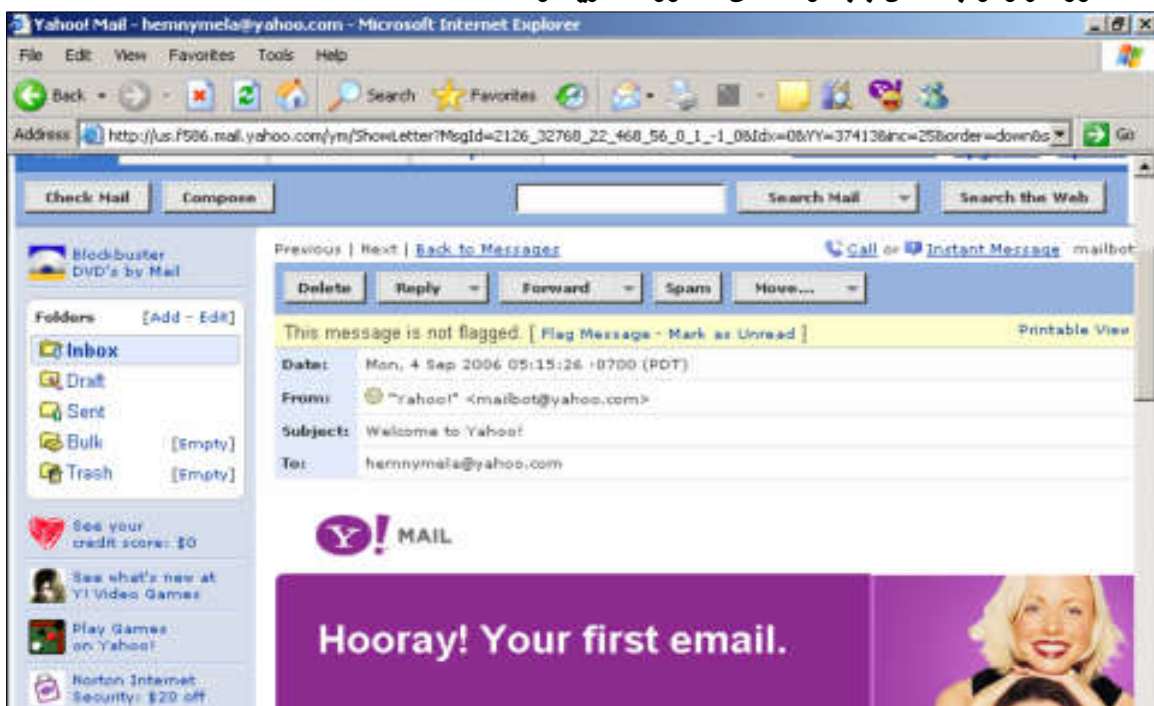 Yahoo! Mail - hemnymela@yahoo.com - Microsoft Internet Explorer
File Edit View Favorites Tools Help
Back Search Favorites
Address http://us.f586.mail.yahoo.com/ym/ShowLetter?MsgId=2126_32768_22_468_56_0_1_-1_0&Idx=0&YY=37413&inc=25&order=down&s Go
Check Mail Compose Search Mail Search the Web
Blockbuster
DVD's by Mail
Previous | Next | Back to Messages Call or Instant Message mailbot
Delete Reply Forward Spam Move...
Folders [Add - Edit]
This message is not flagged. [ Flag Message - Mark as Unread ] Printable View
Inbox
Draft
Sent
Bulk [Empty]
Trash [Empty]
Date: Mon, 4 Sep 2006 05:15:26 -0700 (PDT)
From: "Yahoo!" <mailbot@yahoo.com>
Subject: Welcome to Yahoo!
To: hemnymela@yahoo.com
See your
credit score: $0
Y! MAIL
See what's new at
Y! Video Games
Play Games
on Yahoo!
Hooray! Your first email.
Norton Internet
Security: $20 off